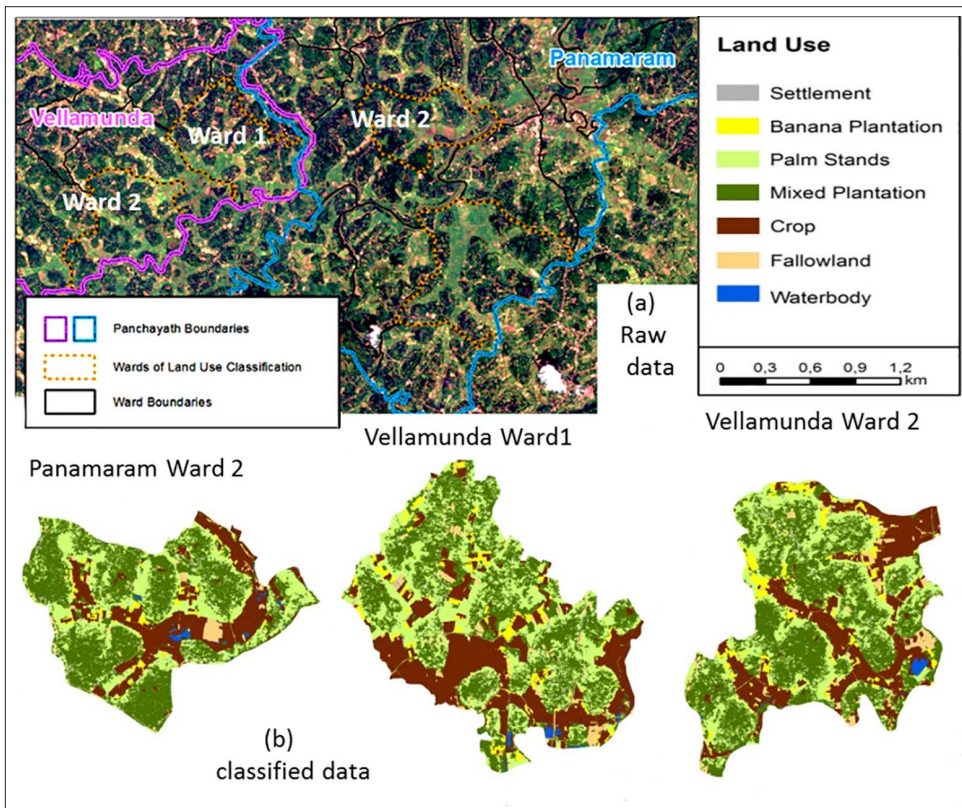 Vellamunda
Ward 1
Ward 2
Ward 2
Panamaram
Panchayath Boundaries
Wards of Land Use Classification
Ward Boundaries
(a)
Raw
data
Land Use
Settlement
Banana Plantation
Palm Stands
Mixed Plantation
Crop
Fallowland
Waterbody
0 0,3 0,6 0,9 1,2
km
Vellamunda Ward1
Vellamunda Ward 2
Panamaram Ward 2
(b)
classified data